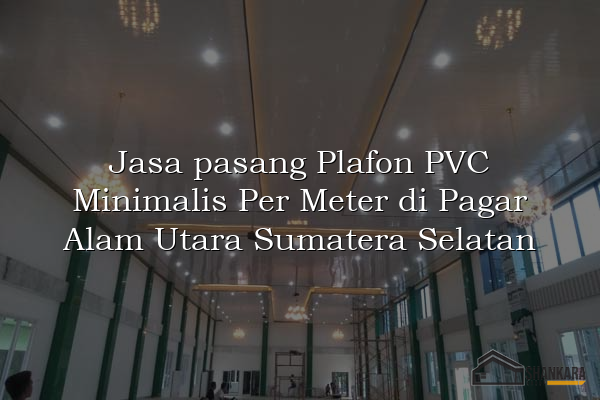 Jasa pasang Plafon PVC
Minimalis Per Meter di Pagar
Alam Utara Sumatera Selatan